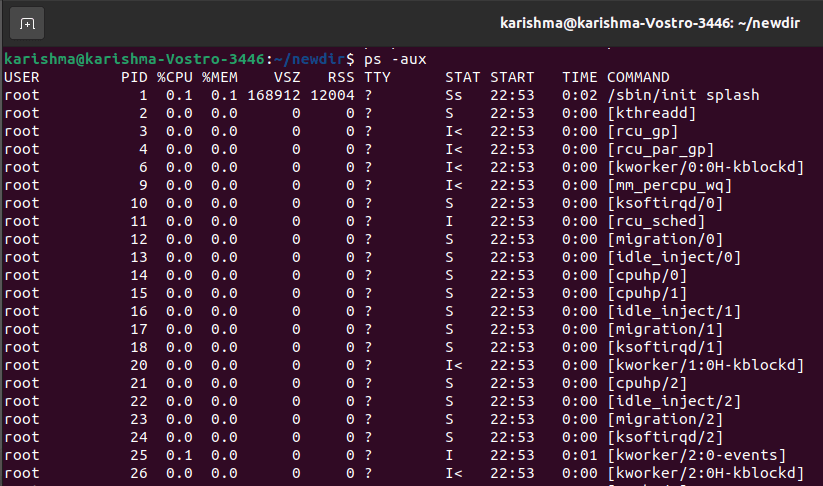 karishma@karishma-Vostro-3446: ~/newdir
karishma@karishma-Vostro-3446:~/newdir$ ps -aux
USER         PID %CPU %MEM    VSZ   RSS TTY      STAT START   TIME COMMAND
root           1  0.1  0.1 168912 12004 ?        Ss   22:53   0:02 /sbin/init splash
root           2  0.0  0.0      0     0 ?        S    22:53   0:00 [kthreadd]
root           3  0.0  0.0      0     0 ?        I<   22:53   0:00 [rcu_gp]
root           4  0.0  0.0      0     0 ?        I<   22:53   0:00 [rcu_par_gp]
root           6  0.0  0.0      0     0 ?        I<   22:53   0:00 [kworker/0:0H-kblockd]
root           9  0.0  0.0      0     0 ?        I<   22:53   0:00 [mm_percpu_wq]
root          10  0.0  0.0      0     0 ?        S    22:53   0:00 [ksoftirqd/0]
root          11  0.0  0.0      0     0 ?        I    22:53   0:00 [rcu_sched]
root          12  0.0  0.0      0     0 ?        S    22:53   0:00 [migration/0]
root          13  0.0  0.0      0     0 ?        S    22:53   0:00 [idle_inject/0]
root          14  0.0  0.0      0     0 ?        S    22:53   0:00 [cpuhp/0]
root          15  0.0  0.0      0     0 ?        S    22:53   0:00 [cpuhp/1]
root          16  0.0  0.0      0     0 ?        S    22:53   0:00 [idle_inject/1]
root          17  0.0  0.0      0     0 ?        S    22:53   0:00 [migration/1]
root          18  0.0  0.0      0     0 ?        S    22:53   0:00 [ksoftirqd/1]
root          20  0.0  0.0      0     0 ?        I<   22:53   0:00 [kworker/1:0H-kblockd]
root          21  0.0  0.0      0     0 ?        S    22:53   0:00 [cpuhp/2]
root          22  0.0  0.0      0     0 ?        S    22:53   0:00 [idle_inject/2]
root          23  0.0  0.0      0     0 ?        S    22:53   0:00 [migration/2]
root          24  0.0  0.0      0     0 ?        S    22:53   0:00 [ksoftirqd/2]
root          25  0.1  0.0      0     0 ?        I    22:53   0:01 [kworker/2:0-events]
root          26  0.0  0.0      0     0 ?        I<   22:53   0:00 [kworker/2:0H-kblockd]